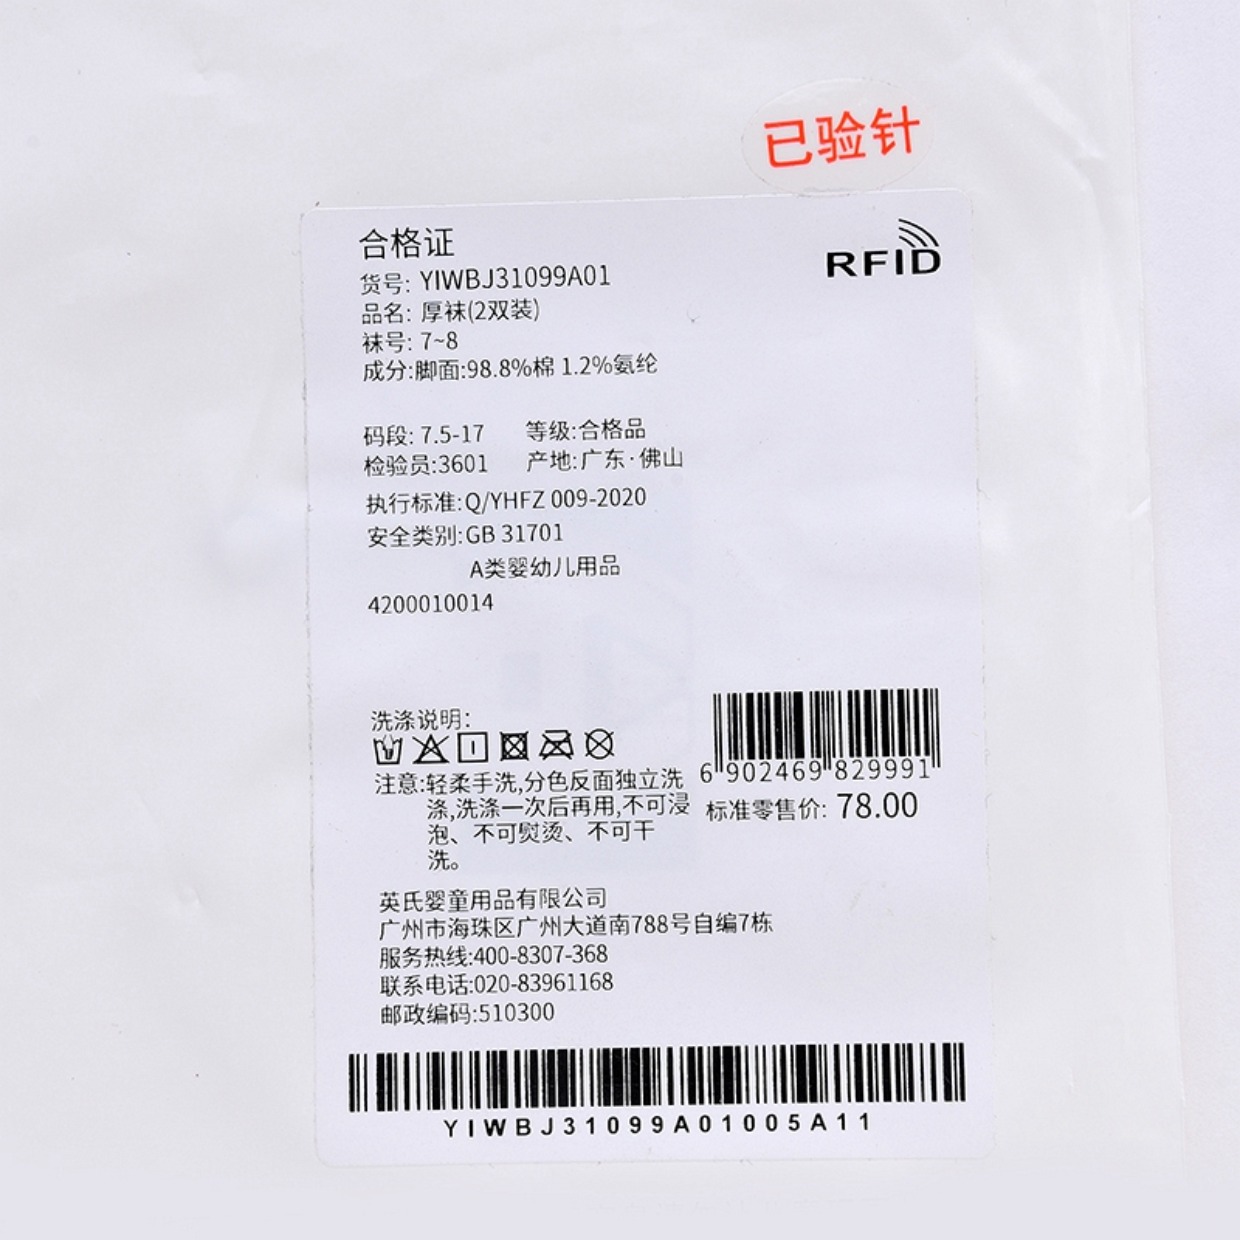 已验针
合格证
RFID
货号: YIWBJ31099A01
品名: 厚袜(2双装)
袜号: 7~8
成分:脚面:98.8%棉 1.2%氨纶
码段: 7.5-17 等级:合格品
检验员:3601 产地:广东·佛山
执行标准:Q/YHFZ 009-2020
安全类别:GB 31701
A类婴幼儿用品
4200010014
洗涤说明:
注意:轻柔手洗,分色反面独立洗
涤,洗涤一次后再用,不可浸
泡、不可熨烫、不可干
洗。
6 902469 829991
标准零售价: 78.00
英氏婴童用品有限公司
广州市海珠区广州大道南788号自编7栋
服务热线:400-8307-368
联系电话:020-83961168
邮政编码:510300
YIWBJ31099A01005A11